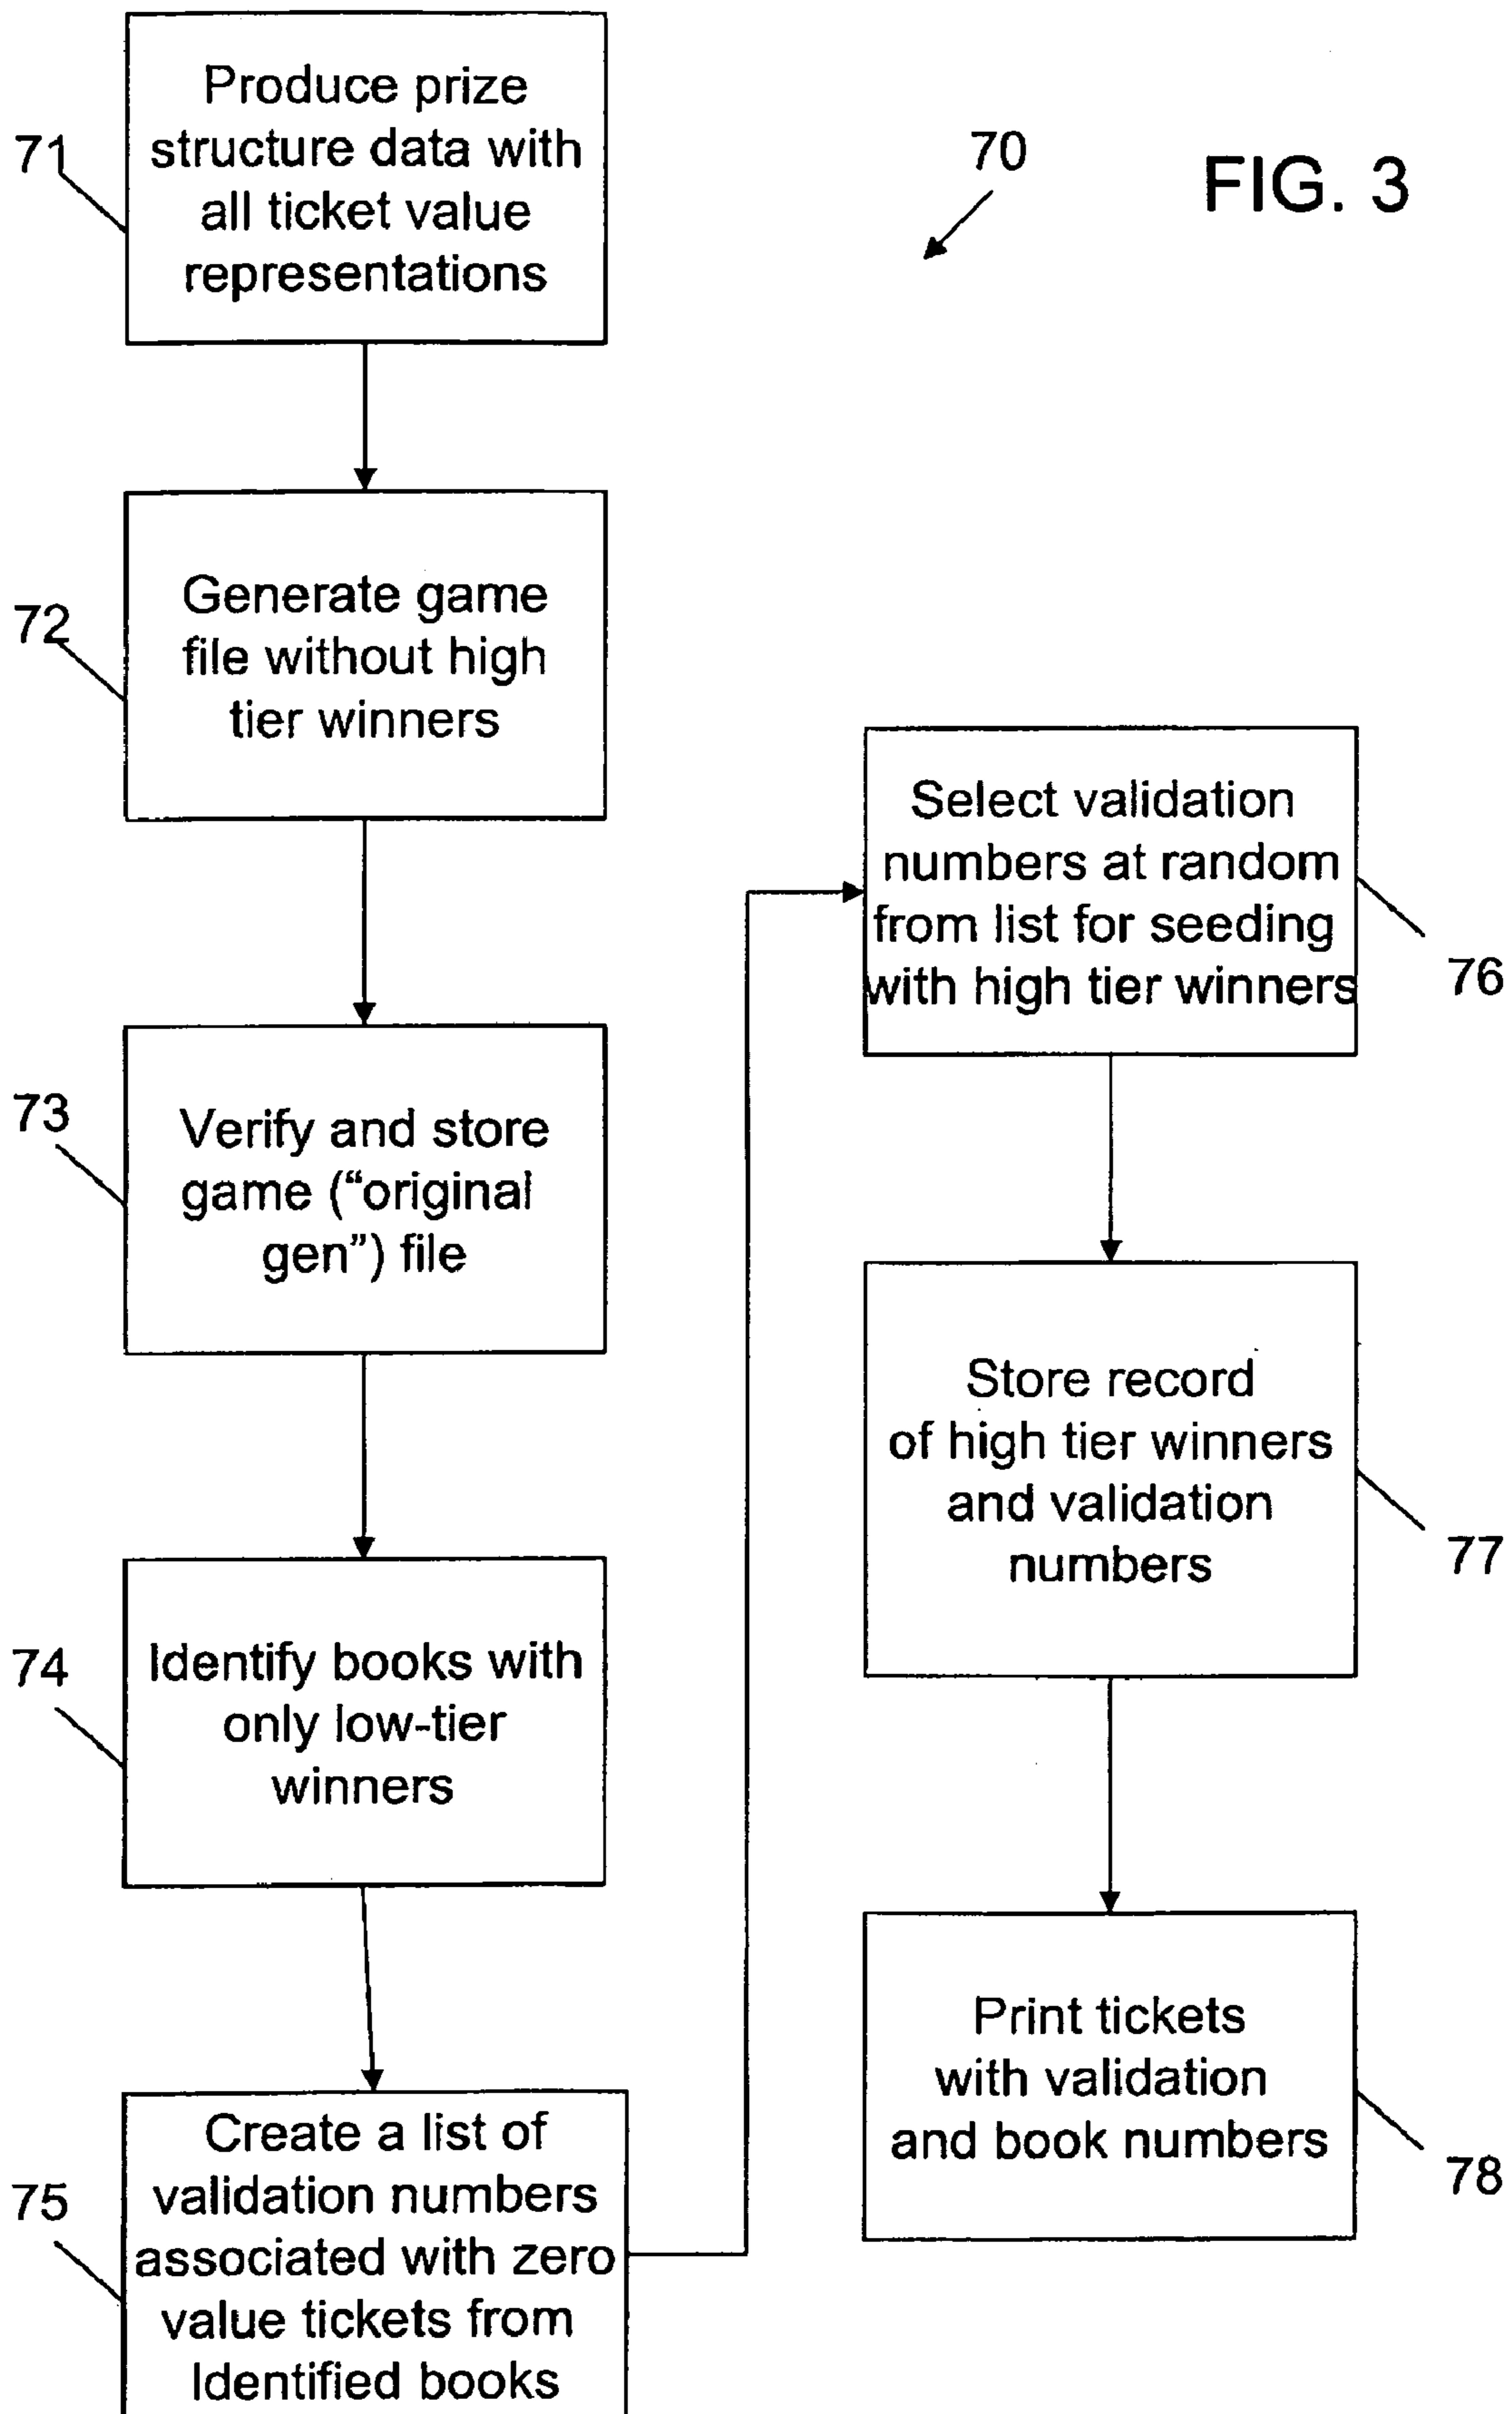 FIG. 3
70
71
Produce prize
structure data with
all ticket value
representations
72
Generate game
file without high
tier winners
73
Verify and store
game (“original
gen”) file
74
Identify books with
only low-tier
winners
75
Create a list of
validation numbers
associated with zero
value tickets from
Identified books
Select validation
numbers at random
from list for seeding
with high tier winners
76
Store record
of high tier winners
and validation
numbers
77
Print tickets
with validation
and book numbers
78